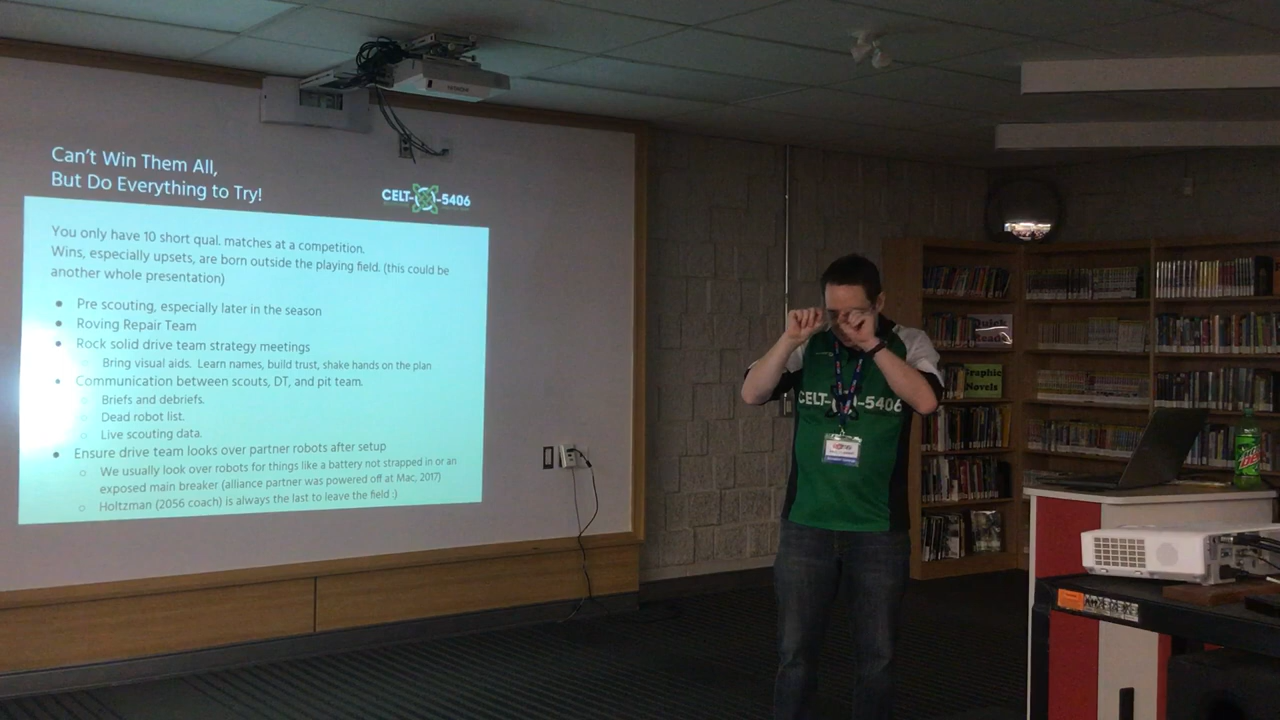 Can't Win Them All,
But Do Everything to Try!
CELT- -5406
You only have 10 short qual. matches at a competition.
Wins, especially upsets, are born outside the playing field. (this could be
another whole presentation)
Pre scouting, especially later in the season
Roving Repair Team
Rock solid drive team strategy meetings
Bring visual aids. Learn names, build trust, shake hands on the plan
Communication between scouts, DT, and pit team.
Briefs and debriefs.
Dead robot list.
Live scouting data.
Ensure drive team looks over partner robots after setup
We usually look over robots for things like a battery not strapped in or an
exposed main breaker (alliance partner was powered off at Mac, 2017)
Holtzman (2056 coach) is always the last to leave the field :)
HITACHI
CELT- -5406
Quick
Reads
Graphic
Novels